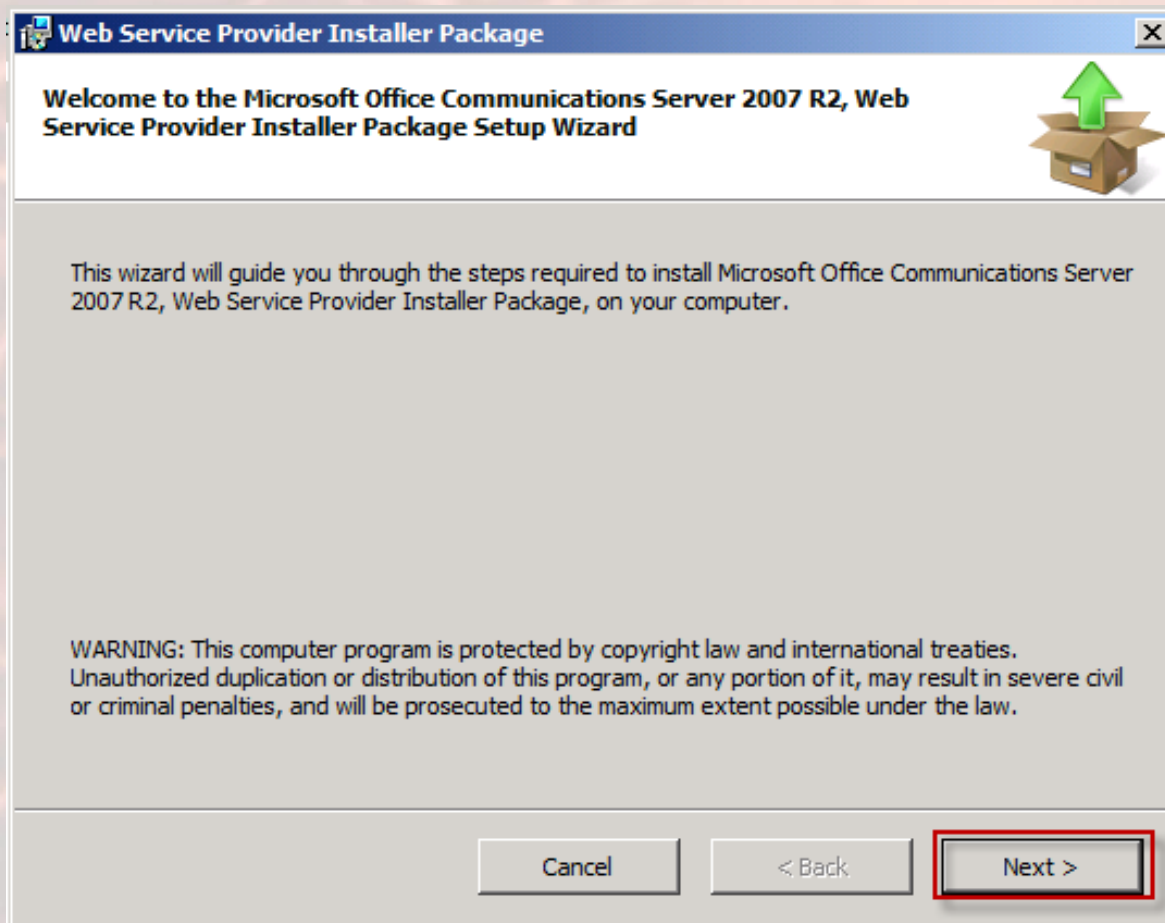 Web Service Provider Installer Package
Welcome to the Microsoft Office Communications Server 2007 R2, Web
Service Provider Installer Package Setup Wizard
This wizard will guide you through the steps required to install Microsoft Office Communications Server
2007 R2, Web Service Provider Installer Package, on your computer.
WARNING: This computer program is protected by copyright law and international treaties.
Unauthorized duplication or distribution of this program, or any portion of it, may result in severe civil
or criminal penalties, and will be prosecuted to the maximum extent possible under the law.
Cancel < Back Next >